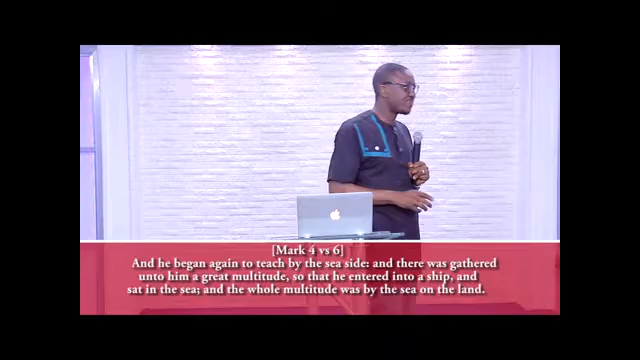 [Mark 4 vs 6]
And he began again to teach by the sea side: and there was gathered
unto him a great multitude, so that he entered into a ship, and
sat in the sea; and the whole multitude was by the sea on the land.